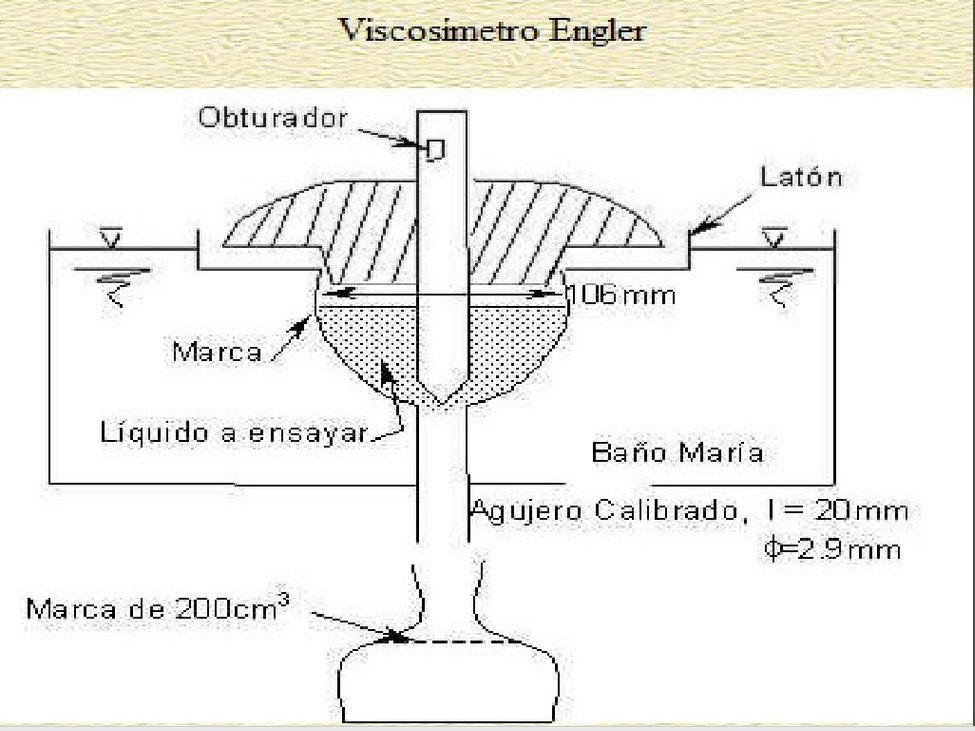 Viscosimetro Engler
Obturador
Latón
106mm
Marca
Líquido a ensayar
Baño María
Agujero Calibrado, l = 20mm
ϕ=2.9mm
Marca de 200cm³